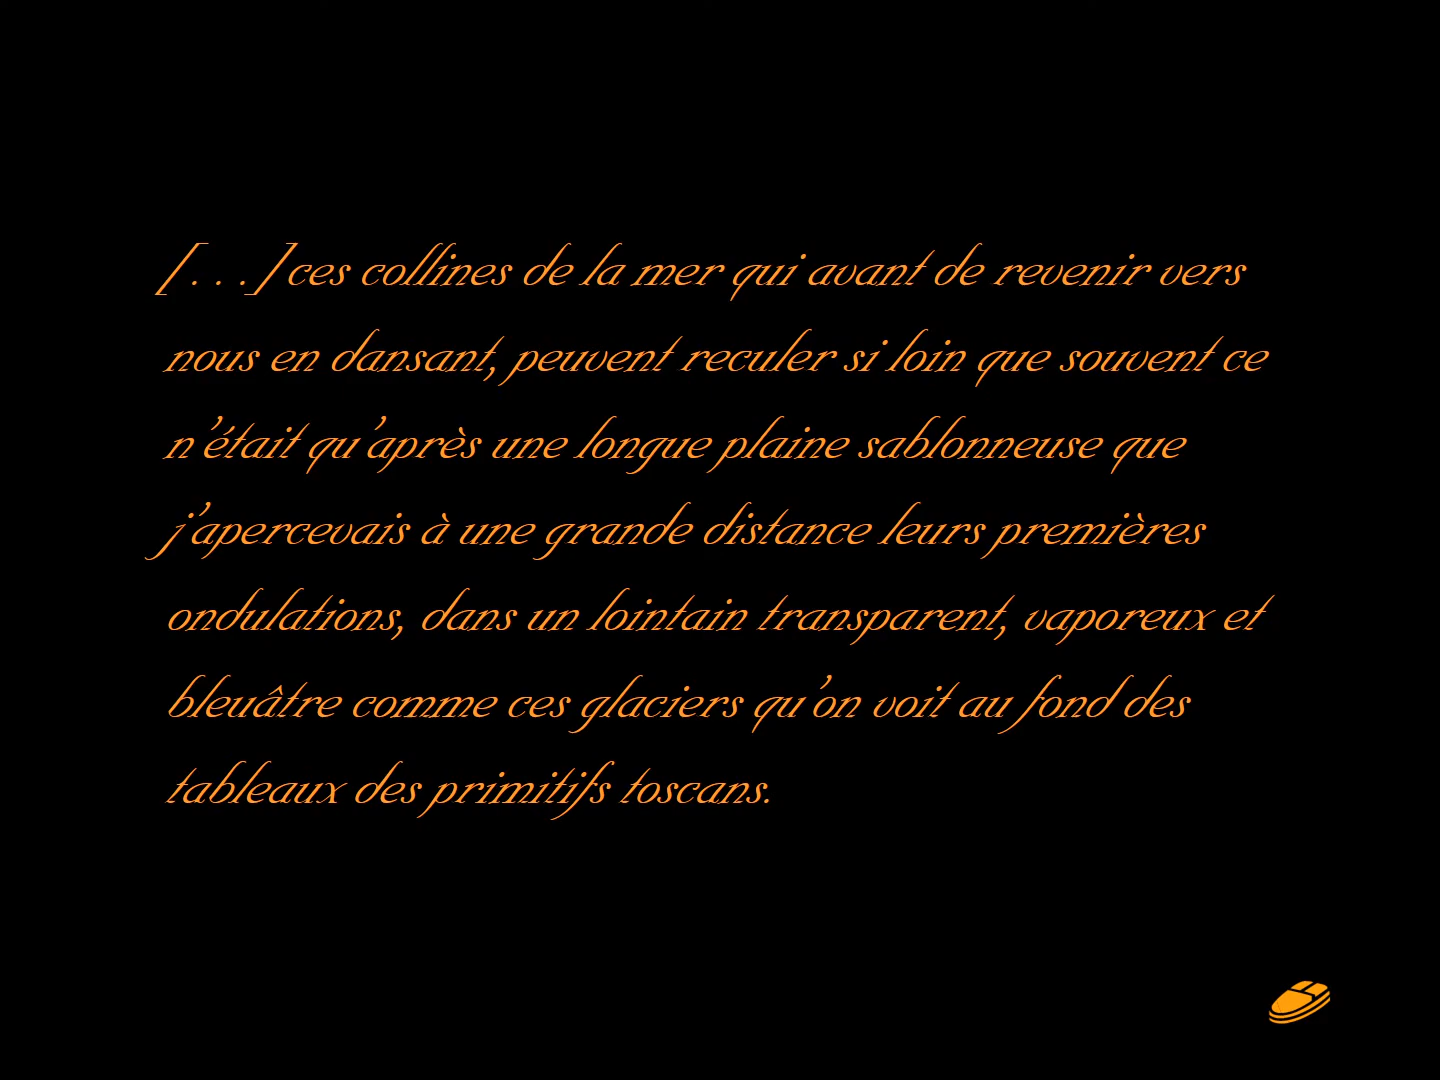 […] ces collines de la mer qui avant de revenir vers
nous en dansant, peuvent reculer si loin que souvent ce
n’était qu’après une longue plaine sablonneuse que
j’apercevais à une grande distance leurs premières
ondulations, dans un lointain transparent, vaporeux et
bleuâtre comme ces glaciers qu’on voit au fond des
tableaux des primitifs toscans.